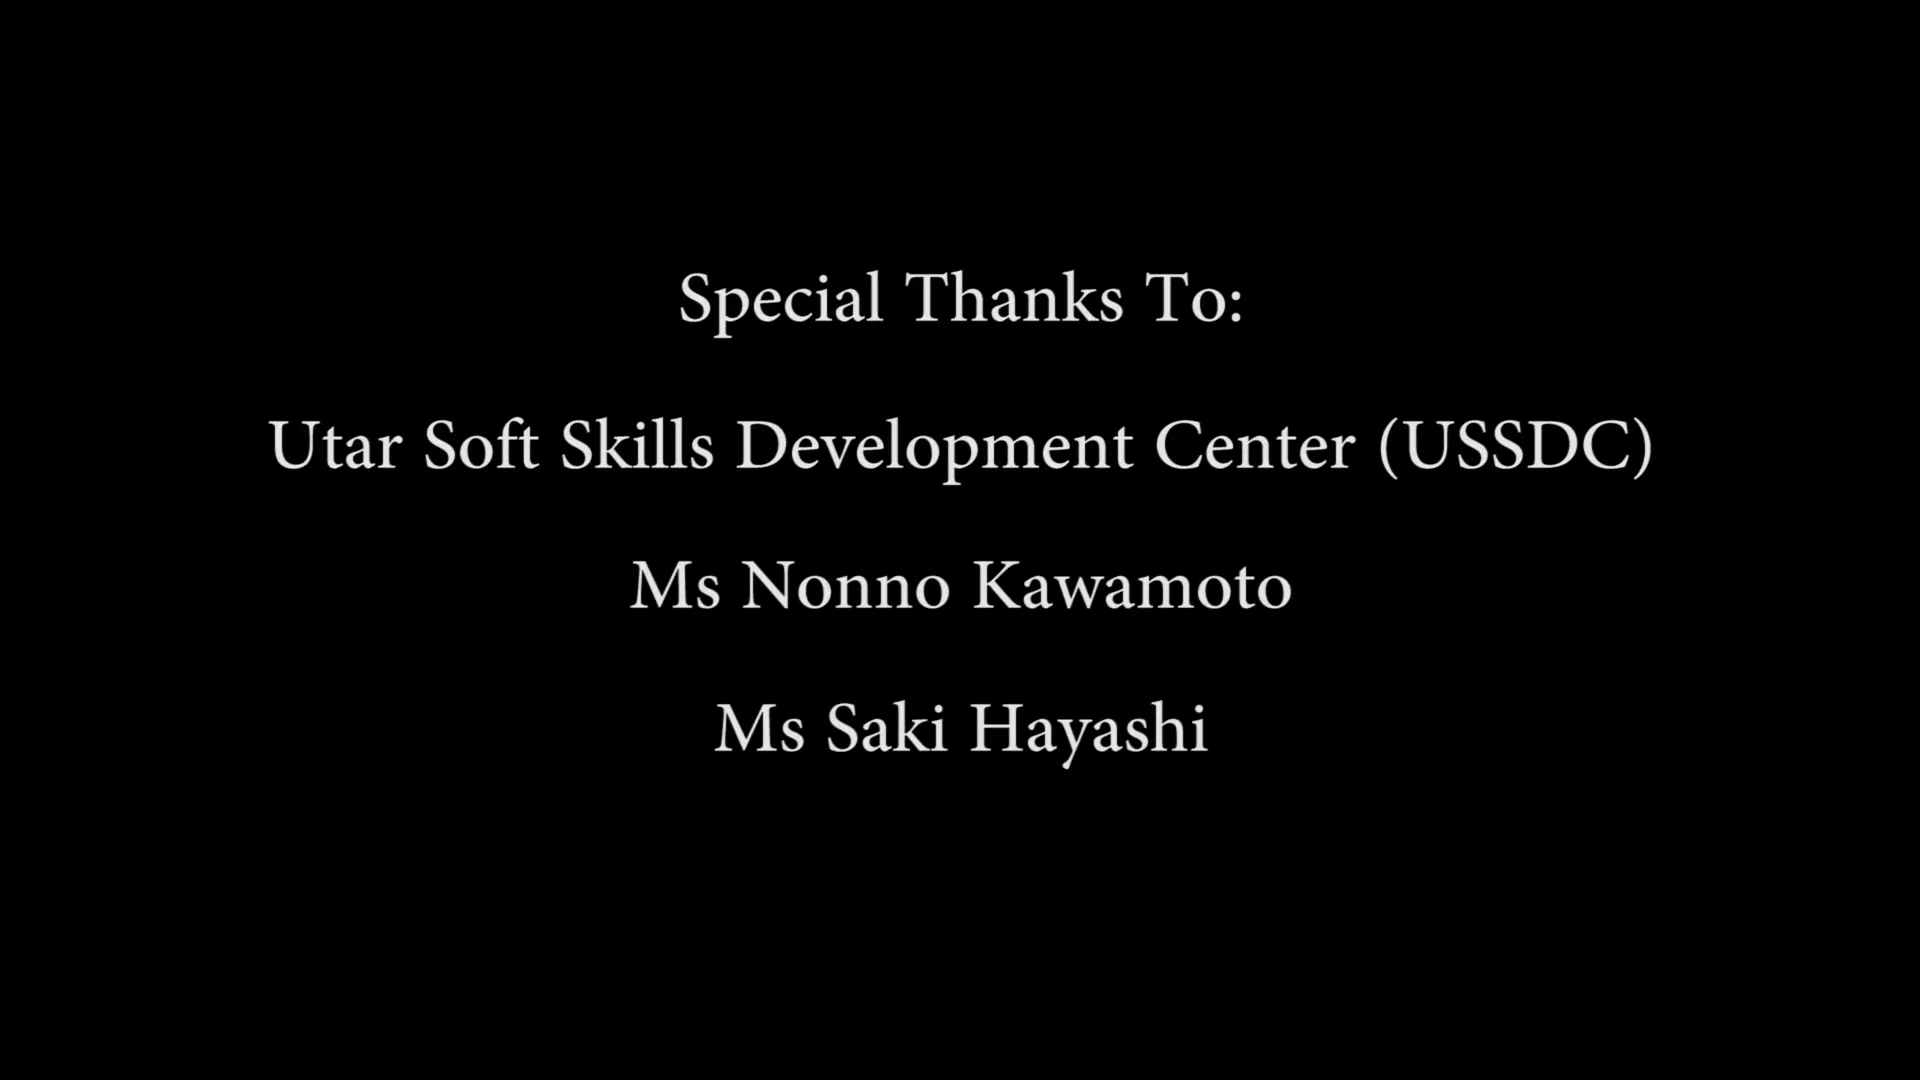 Special Thanks To:
Utar Soft Skills Development Center (USSDC)
Ms Nonno Kawamoto
Ms Saki Hayashi